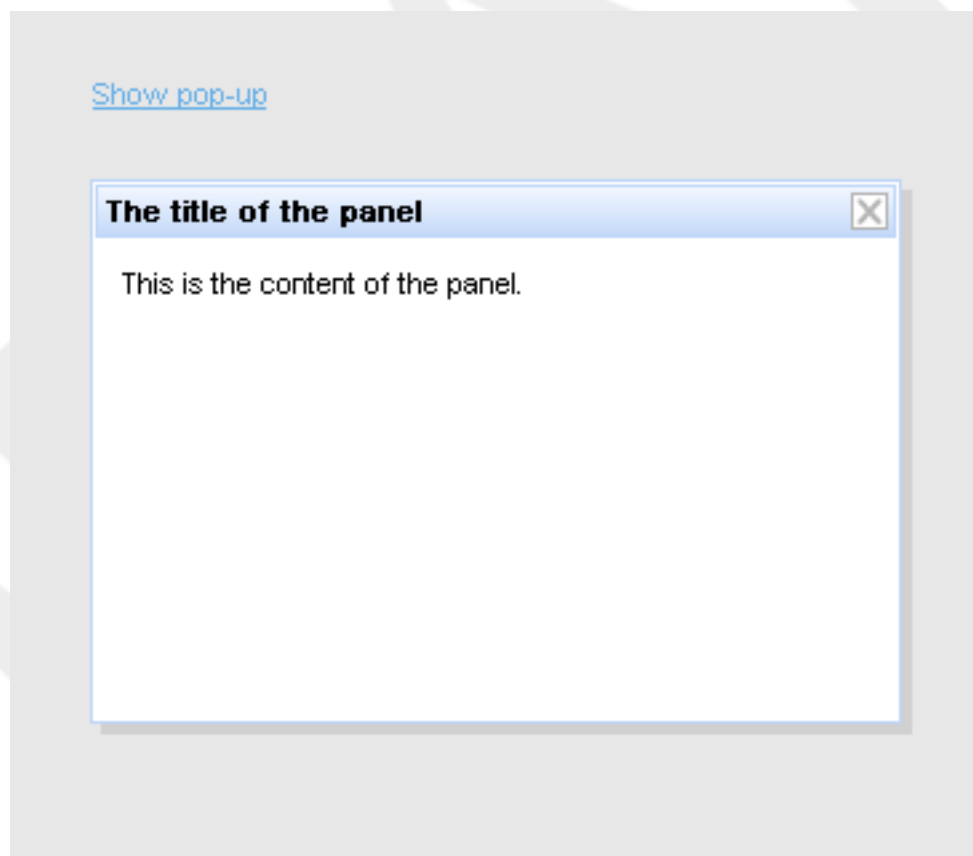 Show pop-up
The title of the panel
This is the content of the panel.